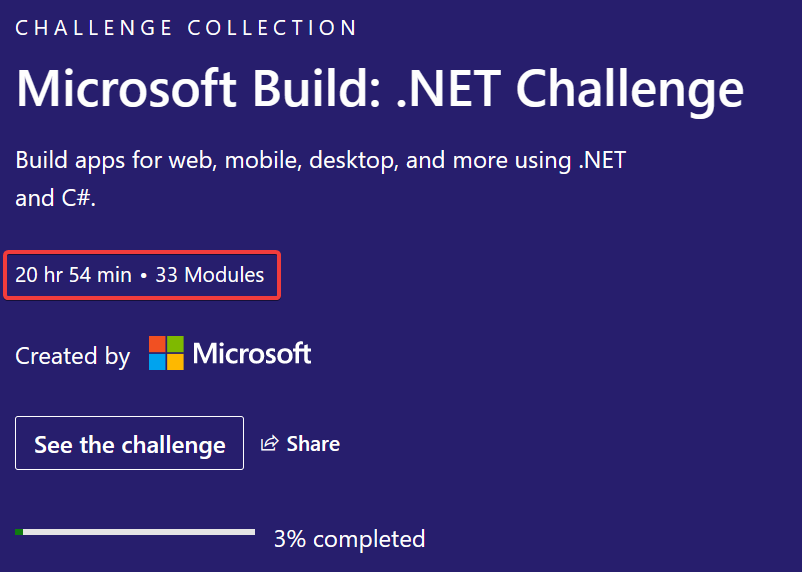 CHALLENGE COLLECTION
Microsoft Build: .NET Challenge
Build apps for web, mobile, desktop, and more using .NET
and C#.
20 hr 54 min • 33 Modules
Created by Microsoft
See the challenge Share
3% completed